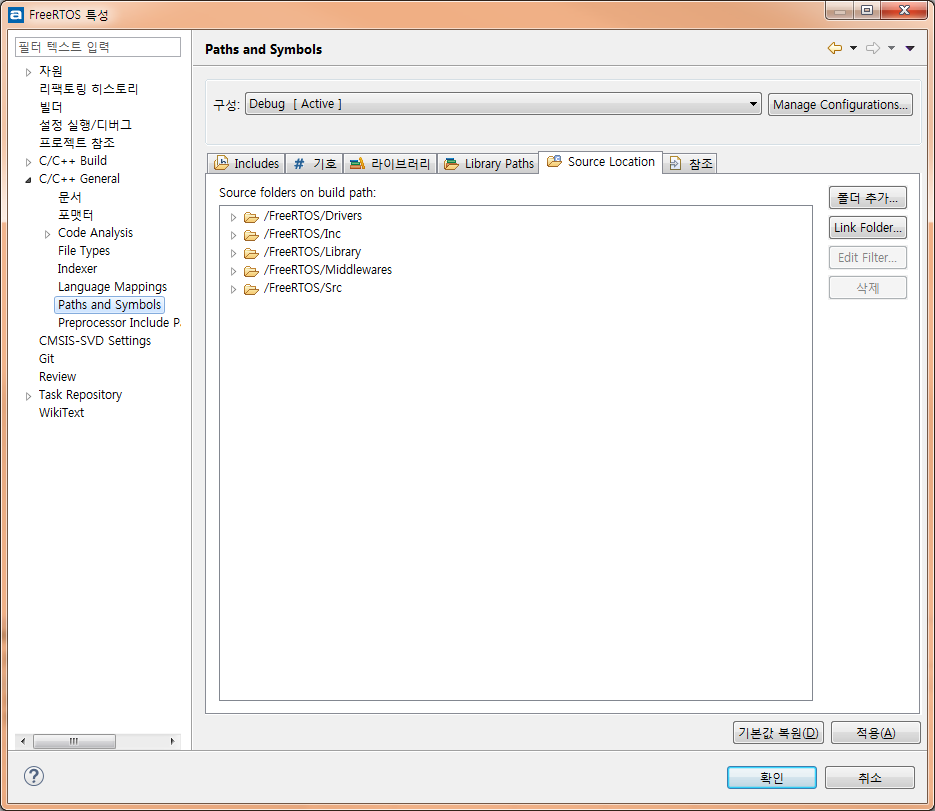 FreeRTOS 특성
필터 텍스트 입력
자원
리팩토링 히스토리
빌더
설정 실행/디버그
프로젝트 참조
C/C++ Build
C/C++ General
문서
포맷터
Code Analysis
File Types
Indexer
Language Mappings
Paths and Symbols
Preprocessor Include P
CMSIS-SVD Settings
Git
Review
Task Repository
WikiText
Paths and Symbols
구성: Debug [ Active ] Manage Configurations...
Includes # 기호 라이브러리 Library Paths Source Location 참조
Source folders on build path:
/FreeRTOS/Drivers
/FreeRTOS/Inc
/FreeRTOS/Library
/FreeRTOS/Middlewares
/FreeRTOS/Src
폴더 추가...
Link Folder...
Edit Filter...
삭제
기본값 복원(D) 적용(A)
확인 취소